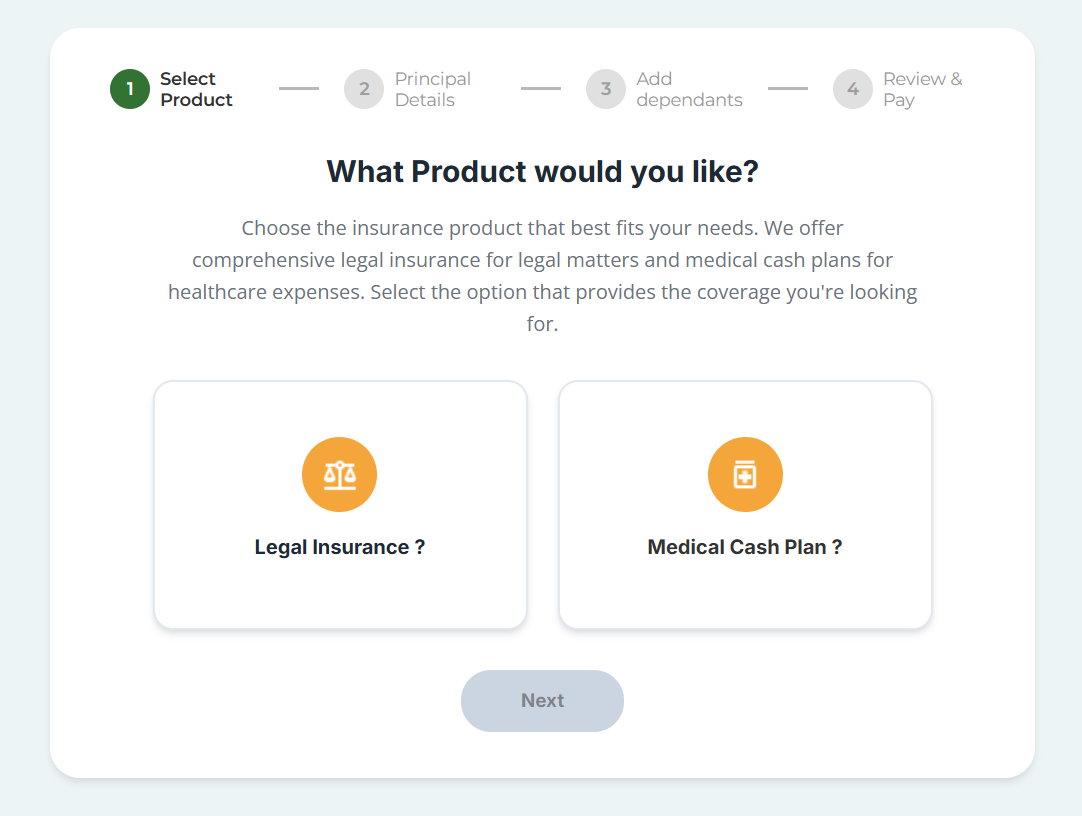 1
Select
Product
2
Principal
Details
3
Add
dependants
4
Review &
Pay
What Product would you like?
Choose the insurance product that best fits your needs. We offer
comprehensive legal insurance for legal matters and medical cash plans for
healthcare expenses. Select the option that provides the coverage you're looking
for.
Legal Insurance ?
Medical Cash Plan ?
Next